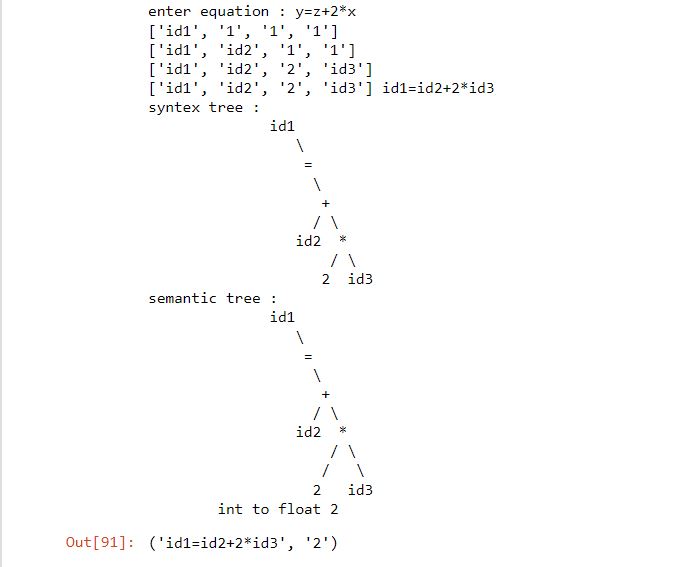 enter equation : y=z+2*x
['id1', '1', '1', '1']
['id1', 'id2', '1', '1']
['id1', 'id2', '2', 'id3']
['id1', 'id2', '2', 'id3'] id1=id2+2*id3
syntex tree :
id1
\
=
\
+
/ \
id2 *
/ \
2 id3
semantic tree :
id1
\
=
\
+
/ \
id2 *
/ \
/ \
2 id3
int to float 2
Out[91]: ('id1=id2+2*id3', '2')